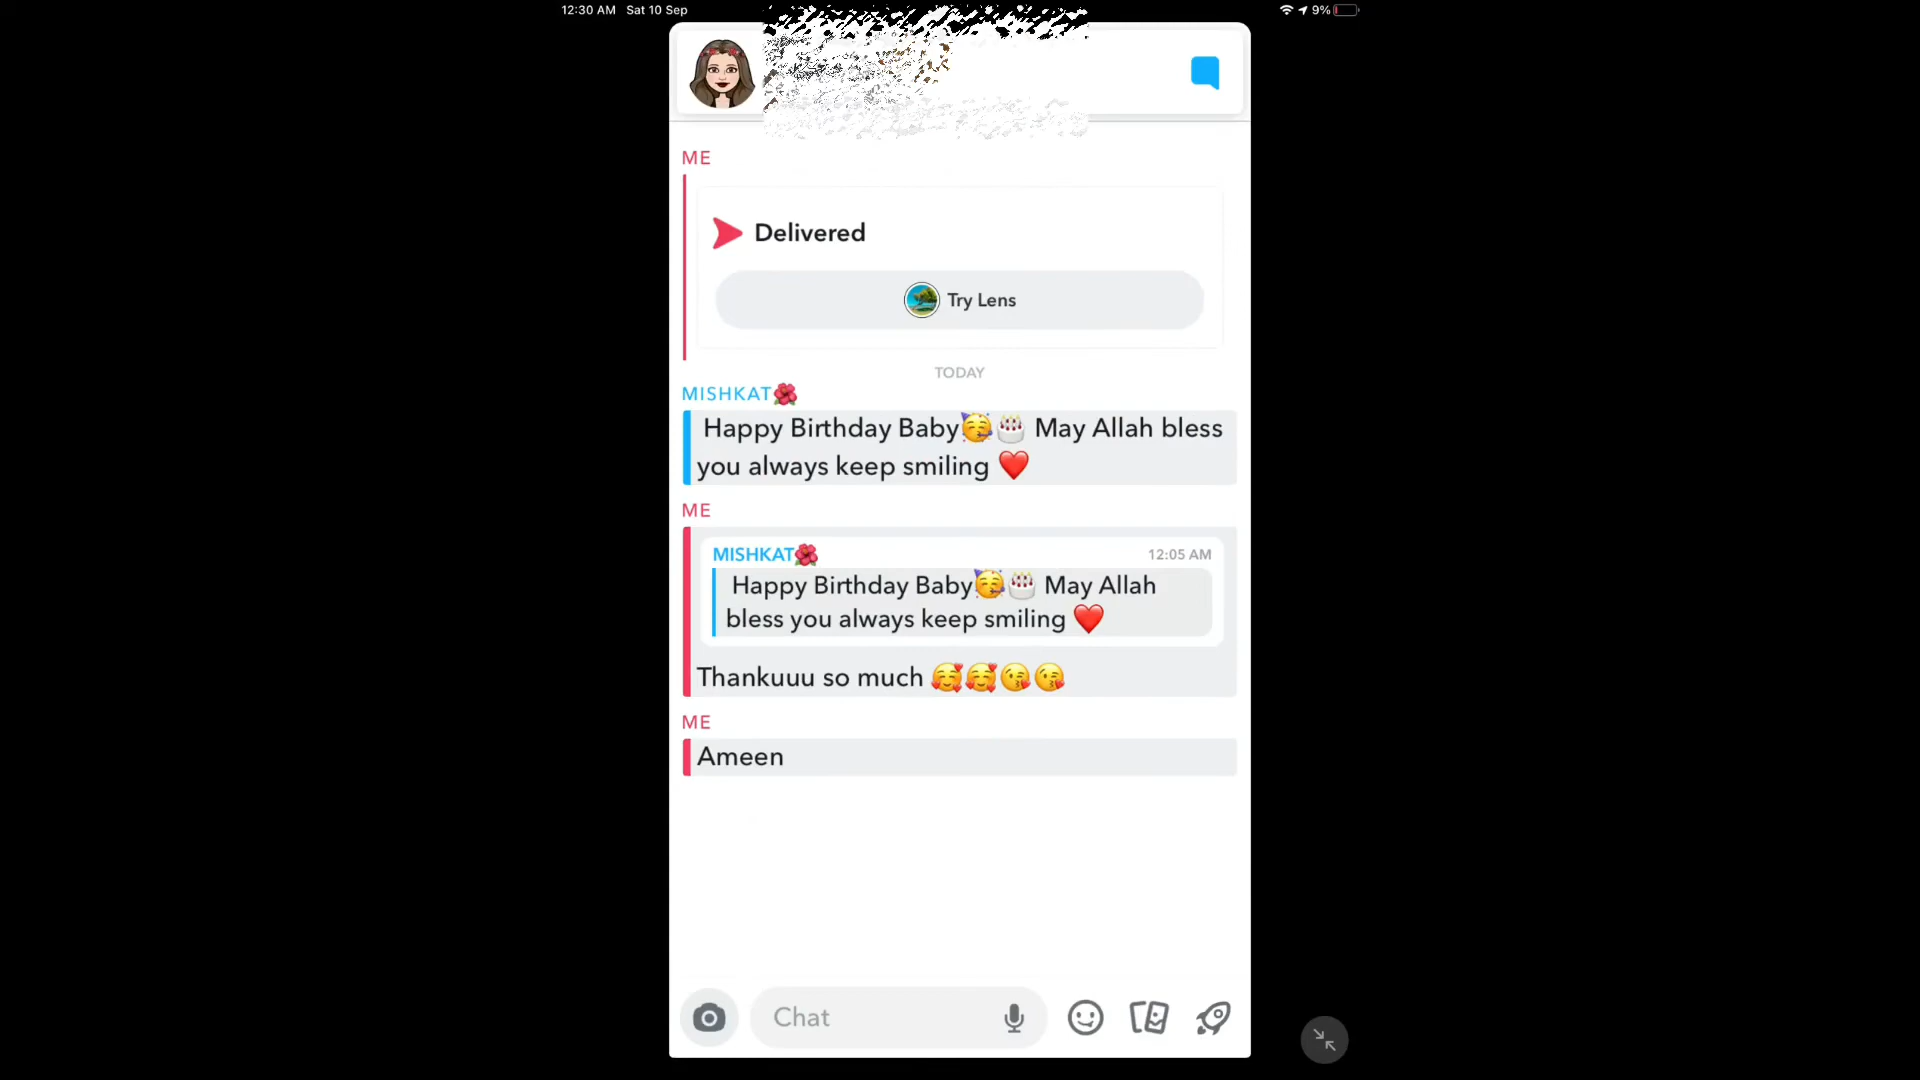 12:30 AM Sat 10 Sep
9%
ME
Delivered
Try Lens
TODAY
MISHKAT🌺
Happy Birthday Baby🥳🎂 May Allah bless
you always keep smiling ❤️
ME
MISHKAT🌺
12:05 AM
Happy Birthday Baby🥳🎂 May Allah
bless you always keep smiling ❤️
Thankuuu so much 🥰🥰😘😘
ME
Ameen
Chat